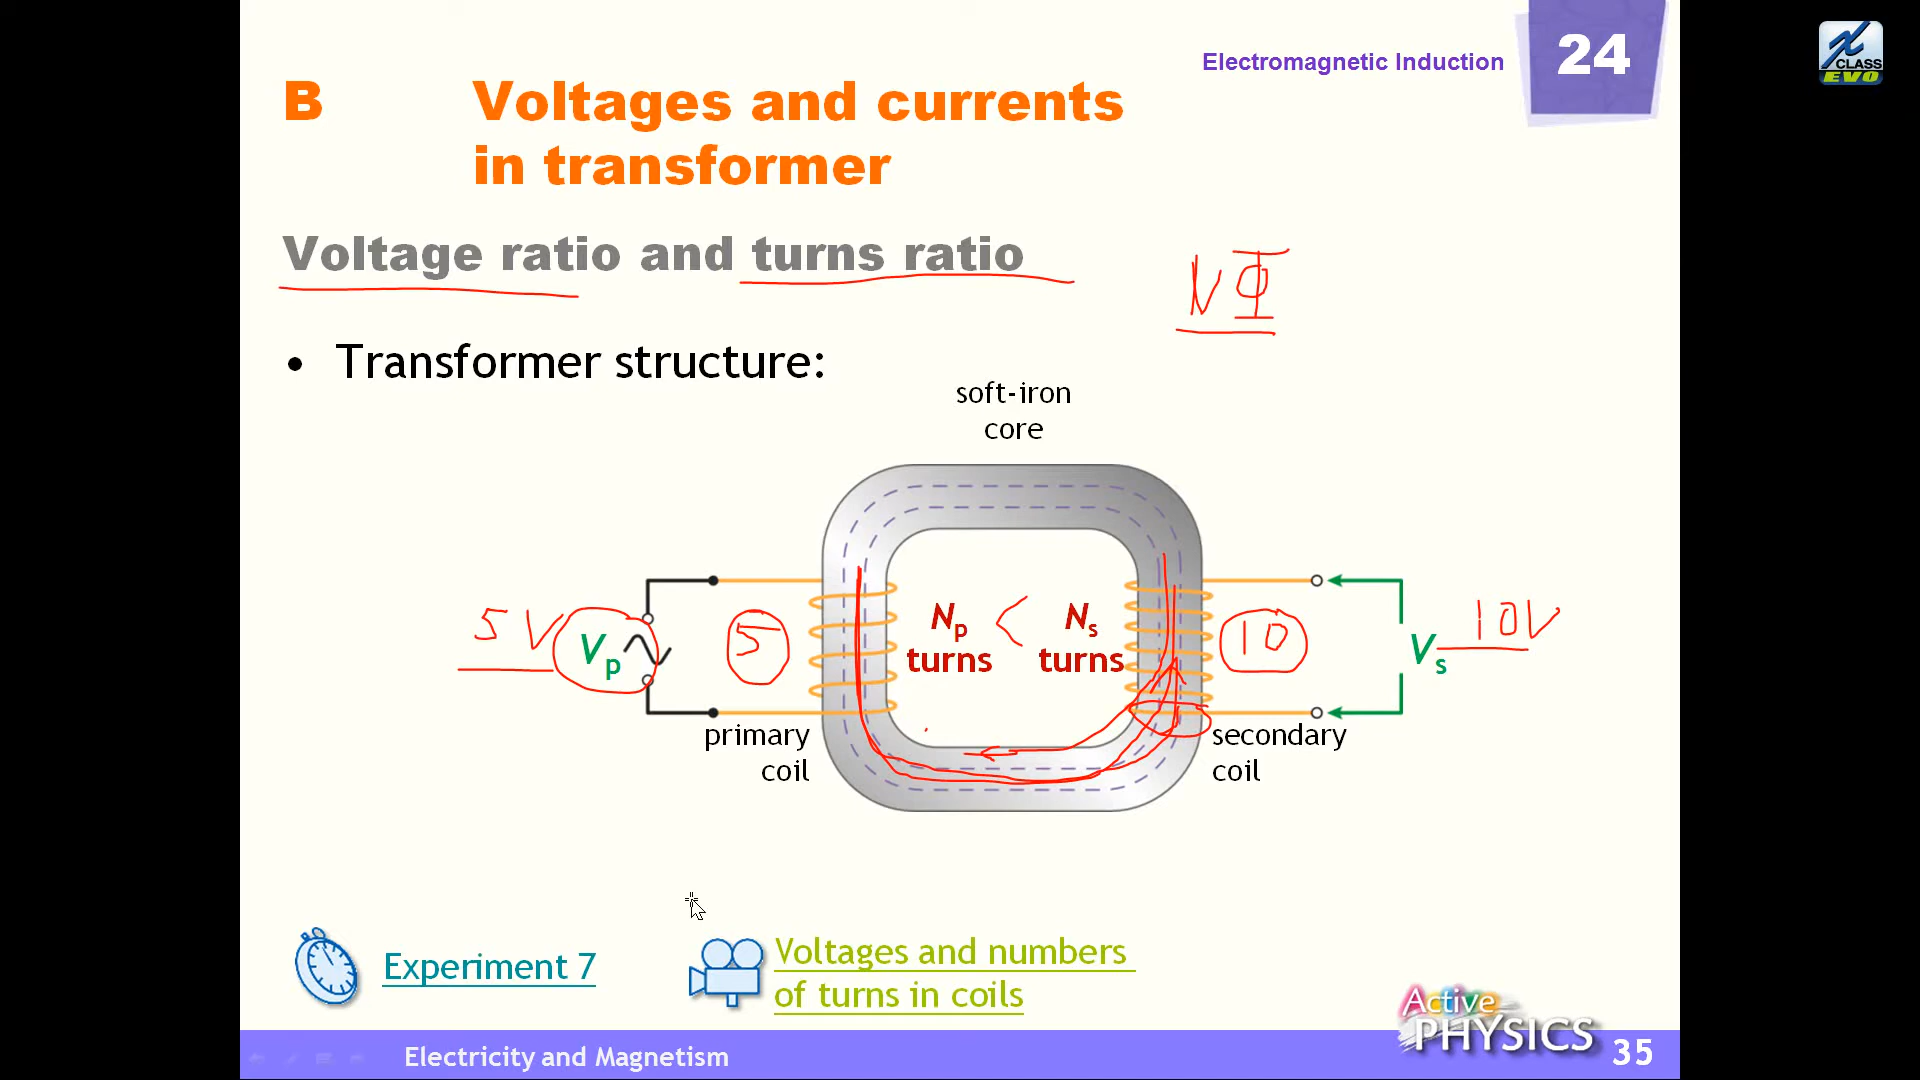 Electromagnetic Induction
24
CLASS
EVO
B Voltages and currents
in transformer
Voltage ratio and turns ratio
NΦ
• Transformer structure:
soft-iron
core
5V
Vp
5
Np
turns
<
Ns
turns
10
Vs
10V
primary
coil
secondary
coil
Experiment 7
Voltages and numbers
of turns in coils
Active
PHYSICS
Electricity and Magnetism
35